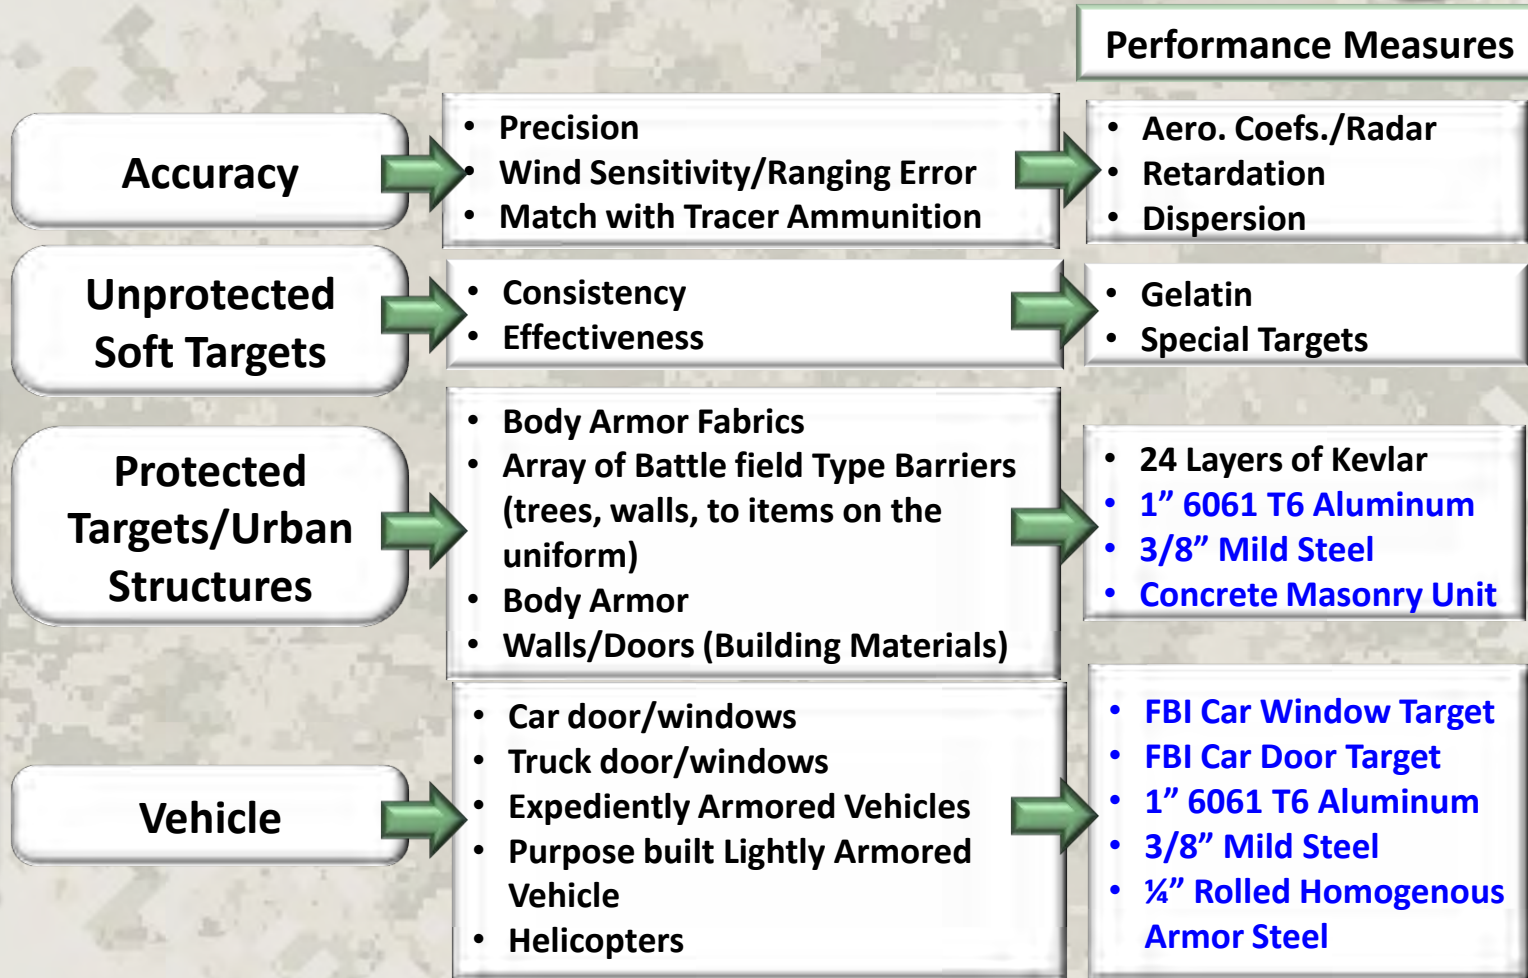 Performance Measures
Accuracy
• Precision
• Wind Sensitivity/Ranging Error
• Match with Tracer Ammunition
• Aero. Coefs./Radar
• Retardation
• Dispersion
Unprotected
Soft Targets
• Consistency
• Effectiveness
• Gelatin
• Special Targets
Protected
Targets/Urban
Structures
• Body Armor Fabrics
• Array of Battle field Type Barriers
(trees, walls, to items on the
uniform)
• Body Armor
• Walls/Doors (Building Materials)
• 24 Layers of Kevlar
• 1” 6061 T6 Aluminum
• 3/8” Mild Steel
• Concrete Masonry Unit
Vehicle
• Car door/windows
• Truck door/windows
• Expediently Armored Vehicles
• Purpose built Lightly Armored
Vehicle
• Helicopters
• FBI Car Window Target
• FBI Car Door Target
• 1” 6061 T6 Aluminum
• 3/8” Mild Steel
• ¼” Rolled Homogenous
Armor Steel